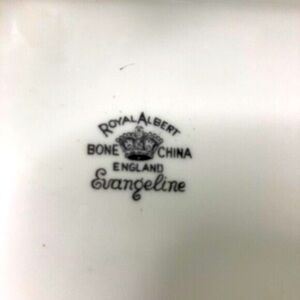 ROYAL ALBERT
BONE CHINA
ENGLAND
Evangeline